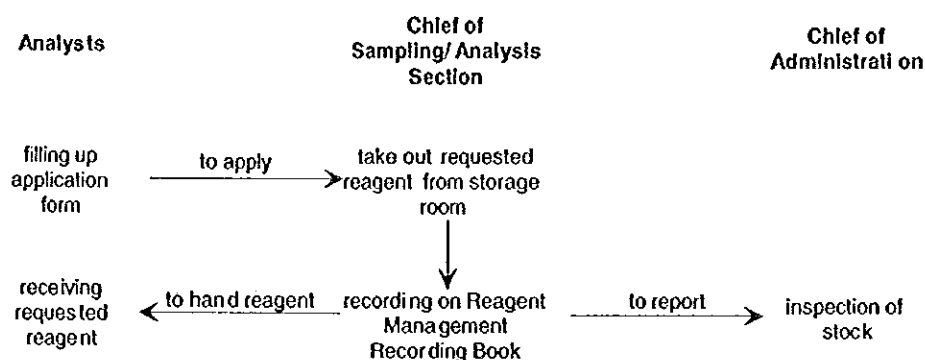 Analysts
Chief of
Sampling/ Analysis
Section
Chief of
Administrati on
filling up
application
form
to apply
take out requested
reagent from storage
room
receiving
requested
reagent
to hand reagent
recording on Reagent
Management
Recording Book
to report
inspection of
stock